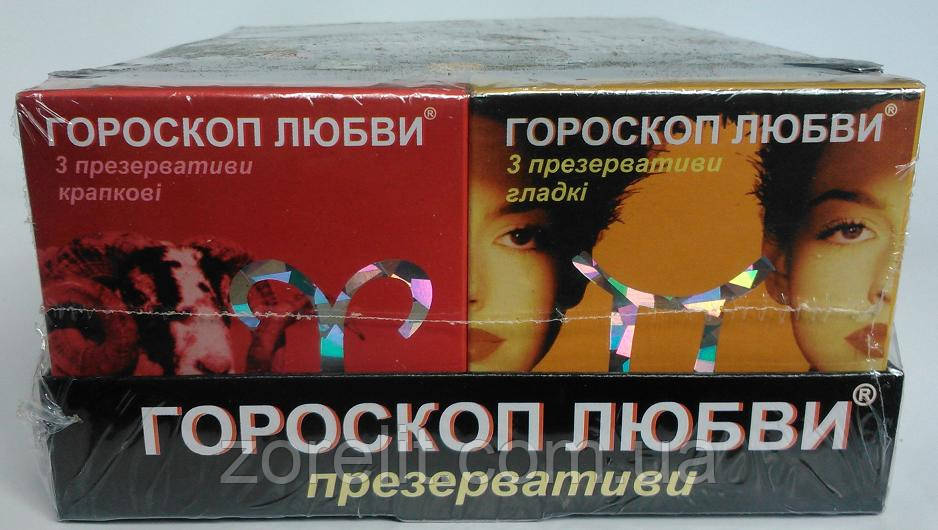 ГОРОСКОП ЛЮБВИ®
3 презервативи
крапкові
ГОРОСКОП ЛЮБВИ®
3 презервативи
гладкі
ГОРОСКОП ЛЮБВИ®
презервативи